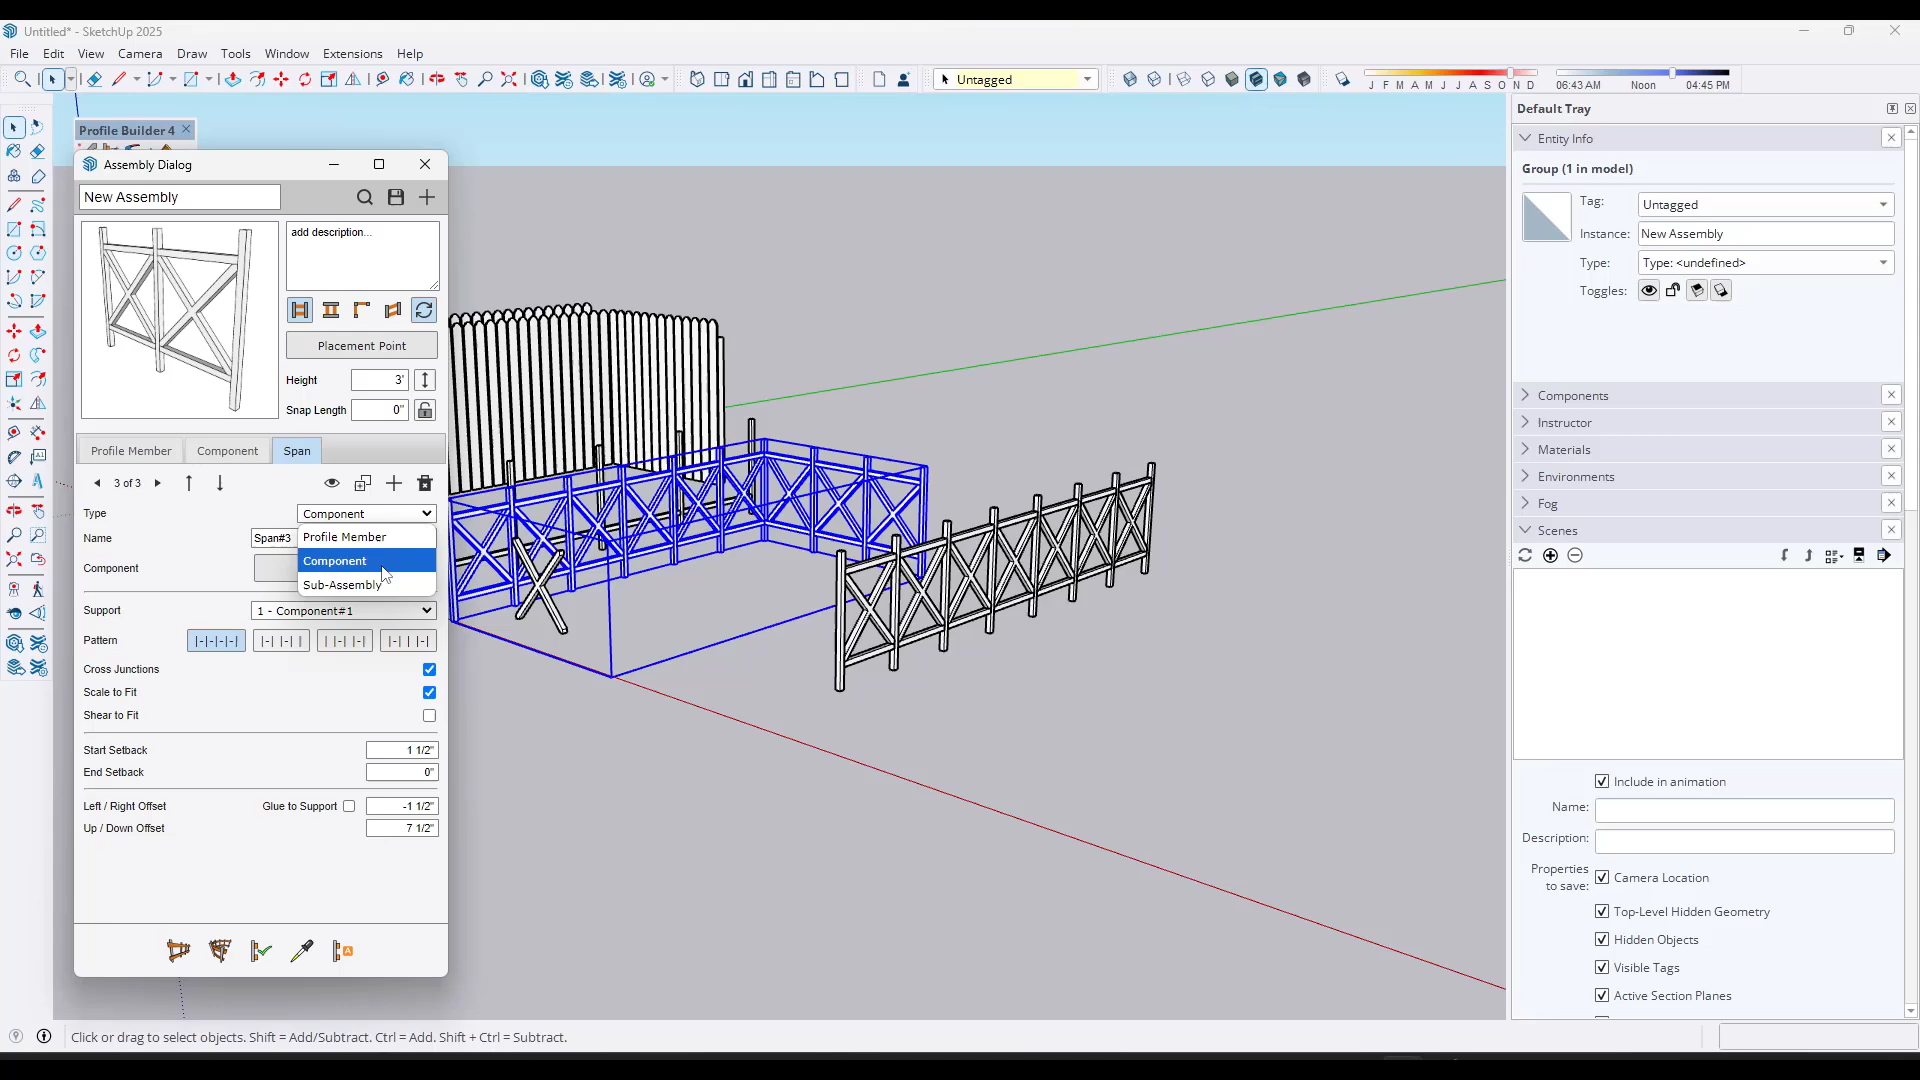 Untitled* - SketchUp 2025
File Edit View Camera Draw Tools Window Extensions Help
Untagged
J F M A M J J A S O N D
06:43 AM Noon 04:45 PM
Profile Builder 4
Assembly Dialog
New Assembly
add description...
Placement Point
Height 3'
Snap Length 0"
Profile Member Component Span
3 of 3
Type Component
Profile Member
Component
Sub-Assembly
Name Span#3
Component
Support 1 - Component#1
Pattern |-|-|-|-| |-| |-| | | |-| |-| |-| | |-|
Cross Junctions
Scale to Fit
Shear to Fit
Start Setback 1 1/2"
End Setback 0"
Left / Right Offset Glue to Support -1 1/2"
Up / Down Offset 7 1/2"
A
Default Tray
Entity Info
Group (1 in model)
Tag: Untagged
Instance: New Assembly
Type: Type: <undefined>
Toggles:
Components
Instructor
Materials
Environments
Fog
Scenes
Include in animation
Name:
Description:
Properties
to save:
Camera Location
Top-Level Hidden Geometry
Hidden Objects
Visible Tags
Active Section Planes
Click or drag to select objects. Shift = Add/Subtract. Ctrl = Add. Shift + Ctrl = Subtract.